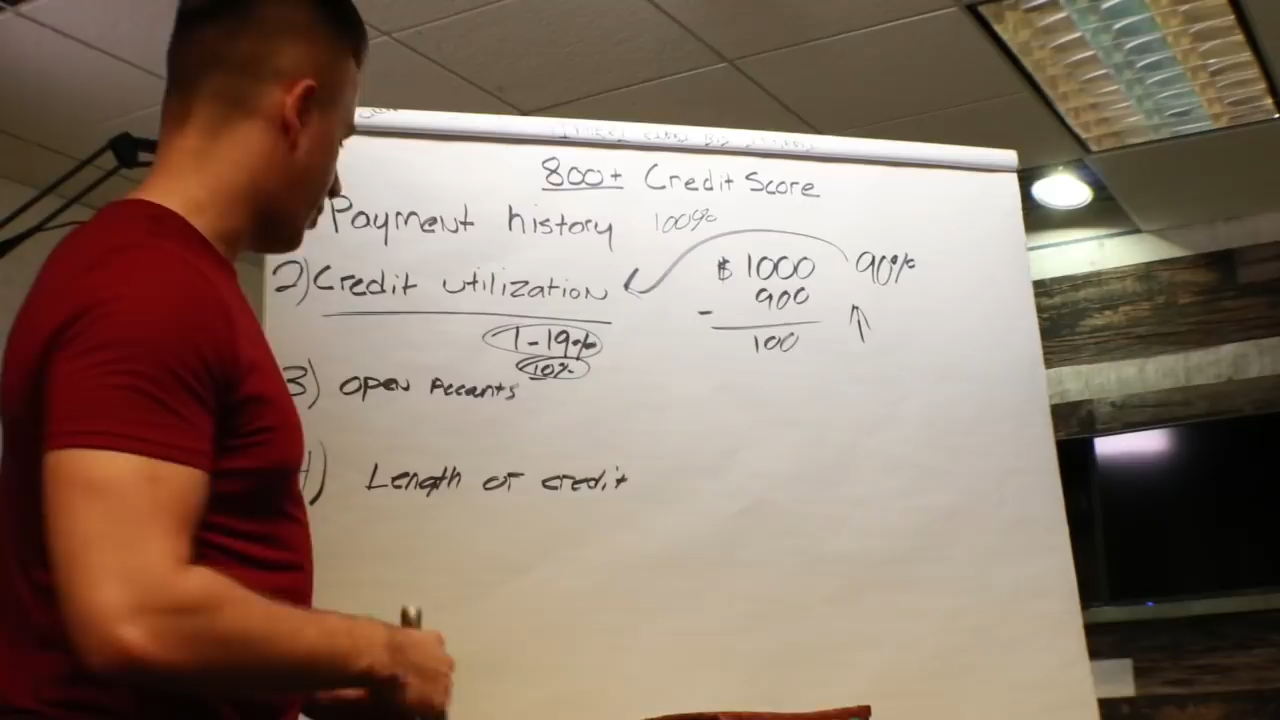 800+ Credit Score
Payment history 100%
2) Credit utilization
$ 1000 90%
900
-
100
1-19%
10%
3) open Accants
4) Length of credit